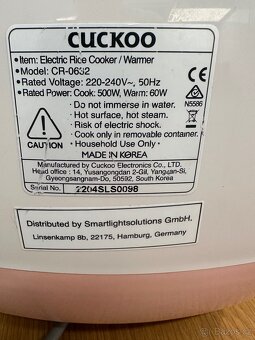 CUCKOO
• Item: Electric Rice Cooker / Warmer
• Model: CR-0632
• Rated Voltage: 220-240V~, 50Hz
• Rated Power: Cook: 500W, Warm: 60W
• Do not immerse in water.
• Hot surface, hot steam.
• Risk of electric shock.
• Cook only in removable container.
• Household Use Only •
CAUTION
N5586
MADE IN KOREA
Manufactured by Cuckoo Electronics Co., LTD.
Head office : 14, Yusangongdan 2-Gil, Yangsan-Si,
Gyeongsangnam-Do, 50592, South Korea
Serial No. 2204SLS0098
Distributed by Smartlightsolutions GmbH,
Linsenkamp 8b, 22175, Hamburg, Germany